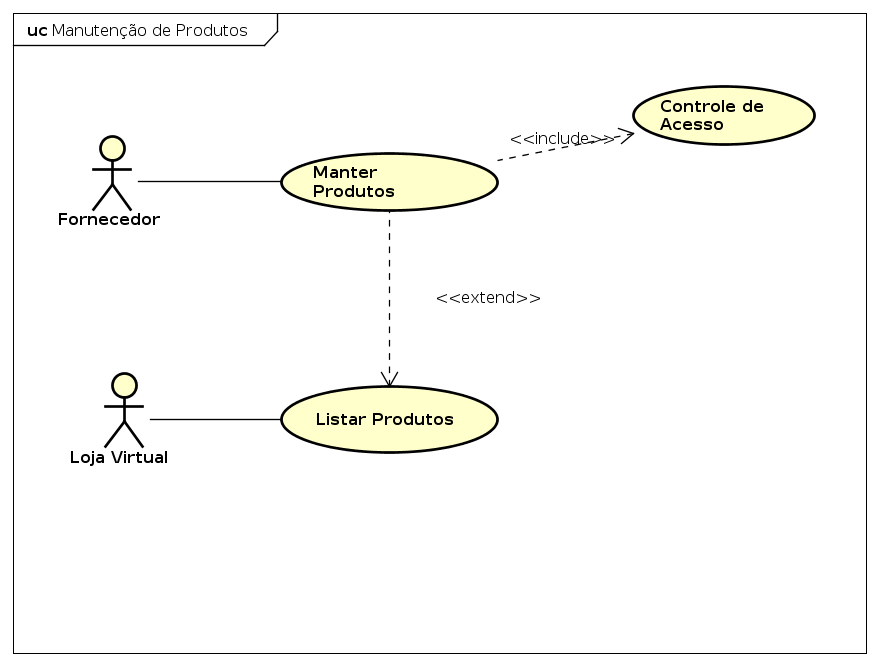 uc Manutenção de Produtos
Controle de
Acesso
<<include>>
Manter
Produtos
Fornecedor
<<extend>>
Listar Produtos
Loja Virtual